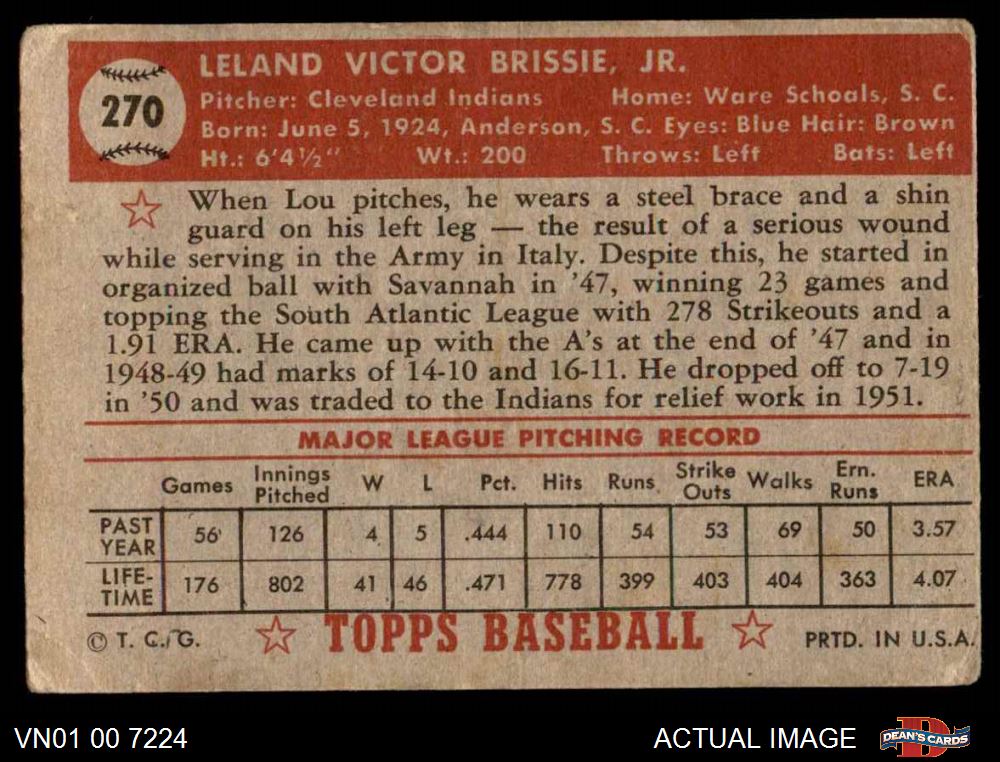 LELAND VICTOR BRISSIE, JR.
270
Pitcher: Cleveland Indians Home: Ware Schoals, S. C.
Born: June 5, 1924, Anderson, S. C. Eyes: Blue Hair: Brown
Ht.: 6'4½" Wt.: 200 Throws: Left Bats: Left
When Lou pitches, he wears a steel brace and a shin
guard on his left leg — the result of a serious wound
while serving in the Army in Italy. Despite this, he started in
organized ball with Savannah in '47, winning 23 games and
topping the South Atlantic League with 278 Strikeouts and a
1.91 ERA. He came up with the A's at the end of '47 and in
1948-49 had marks of 14-10 and 16-11. He dropped off to 7-19
in '50 and was traded to the Indians for relief work in 1951.
MAJOR LEAGUE PITCHING RECORD
Games Innings Pitched W L Pct. Hits Runs Strike Outs Walks Ern. Runs ERA
PAST YEAR 56 126 4 5 .444 110 54 53 69 50 3.57
LIFE-TIME 176 802 41 46 .471 778 399 403 404 363 4.07
© T. C. G. TOPPS BASEBALL PRTD. IN U.S.A.
VN01 00 7224 ACTUAL IMAGE D DEAN'S CARDS